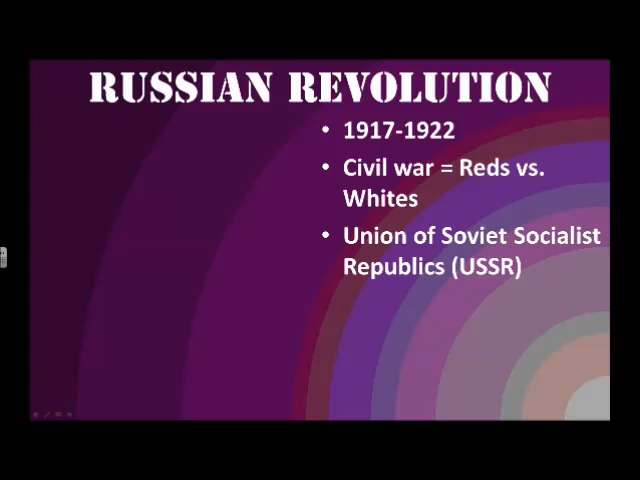 RUSSIAN REVOLUTION
• 1917-1922
• Civil war = Reds vs.
Whites
• Union of Soviet Socialist
Republics (USSR)